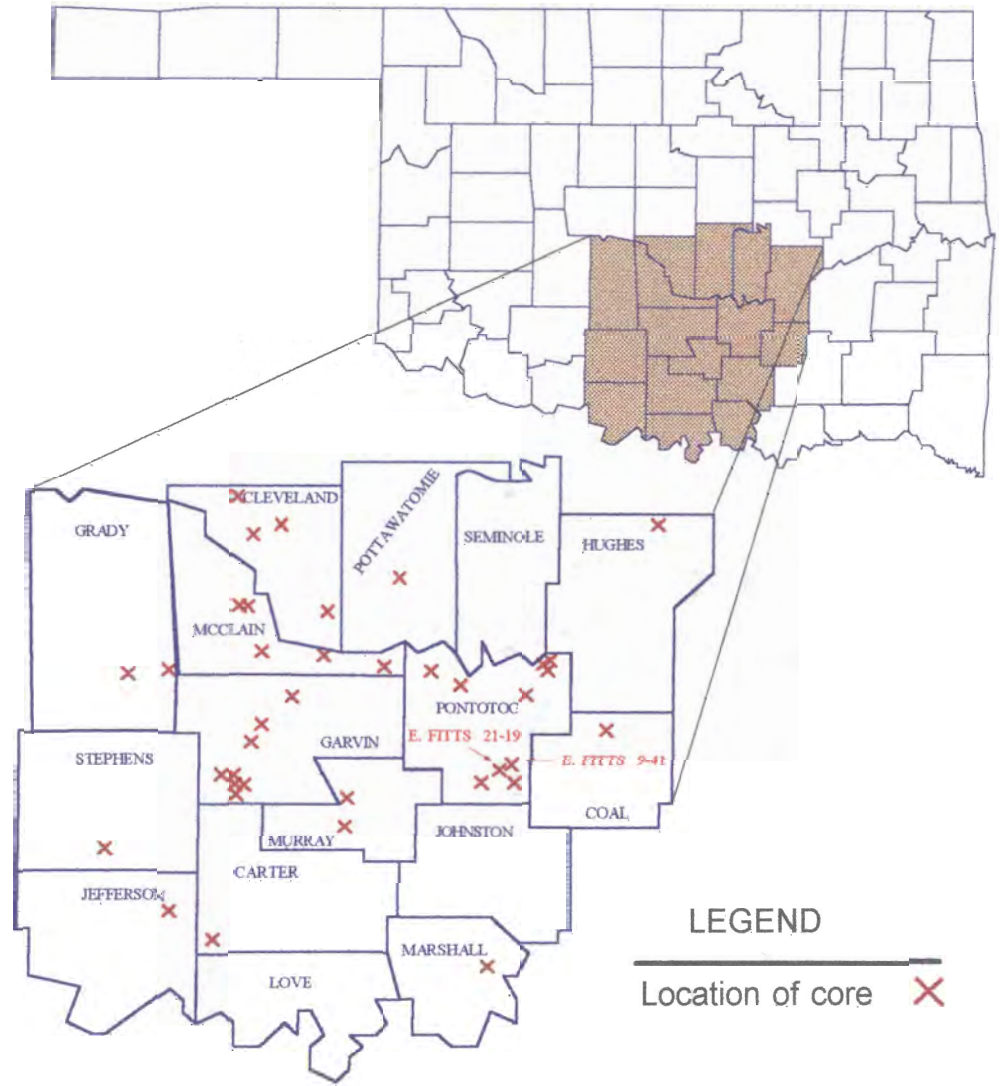 CLEVELAND
POTTAWATOMIE
GRADY
SEMINOLE
HUGHES
MCCLAIN
PONTOTOC
E. FITTS 21-19
GARVIN
E. FITTS 9-41
STEPHENS
COAL
MURRAY
JOHNSTON
CARTER
JEFFERSON
MARSHALL
LOVE
LEGEND
Location of core